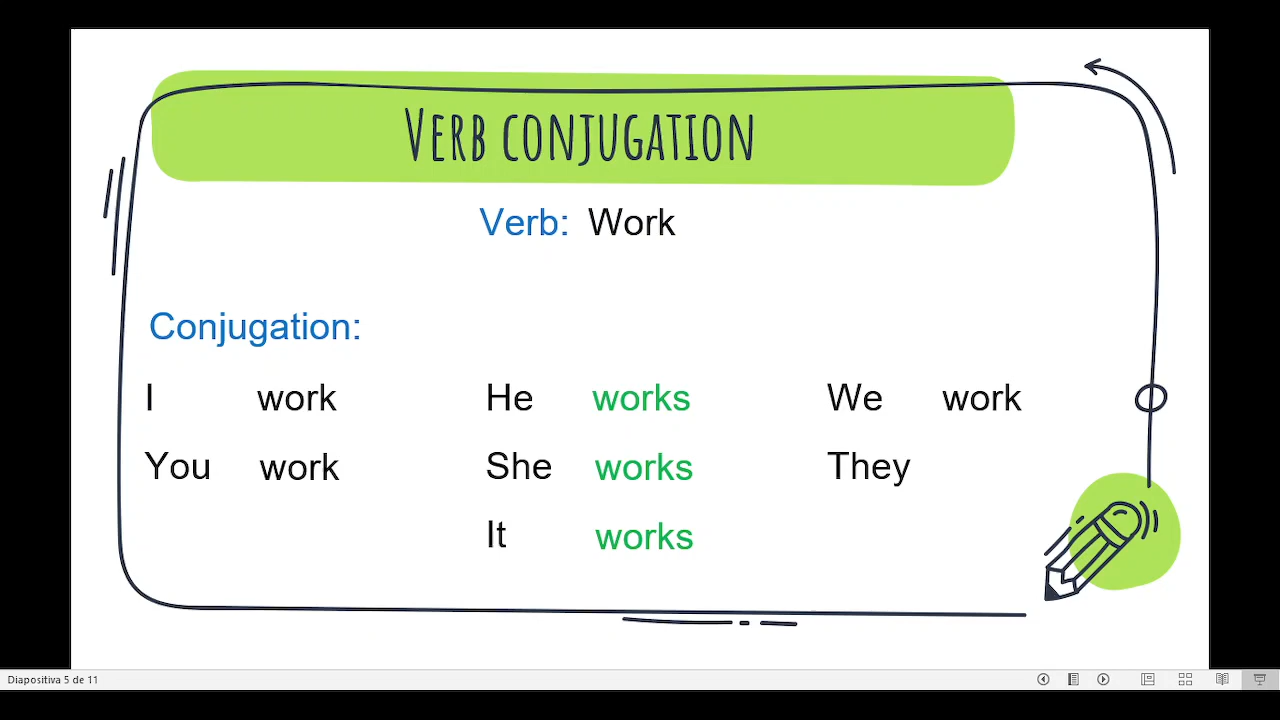 Verb conjugation
Verb: Work
Conjugation:
I work He works We work
You work She works They
It works
Diapositiva 5 de 11